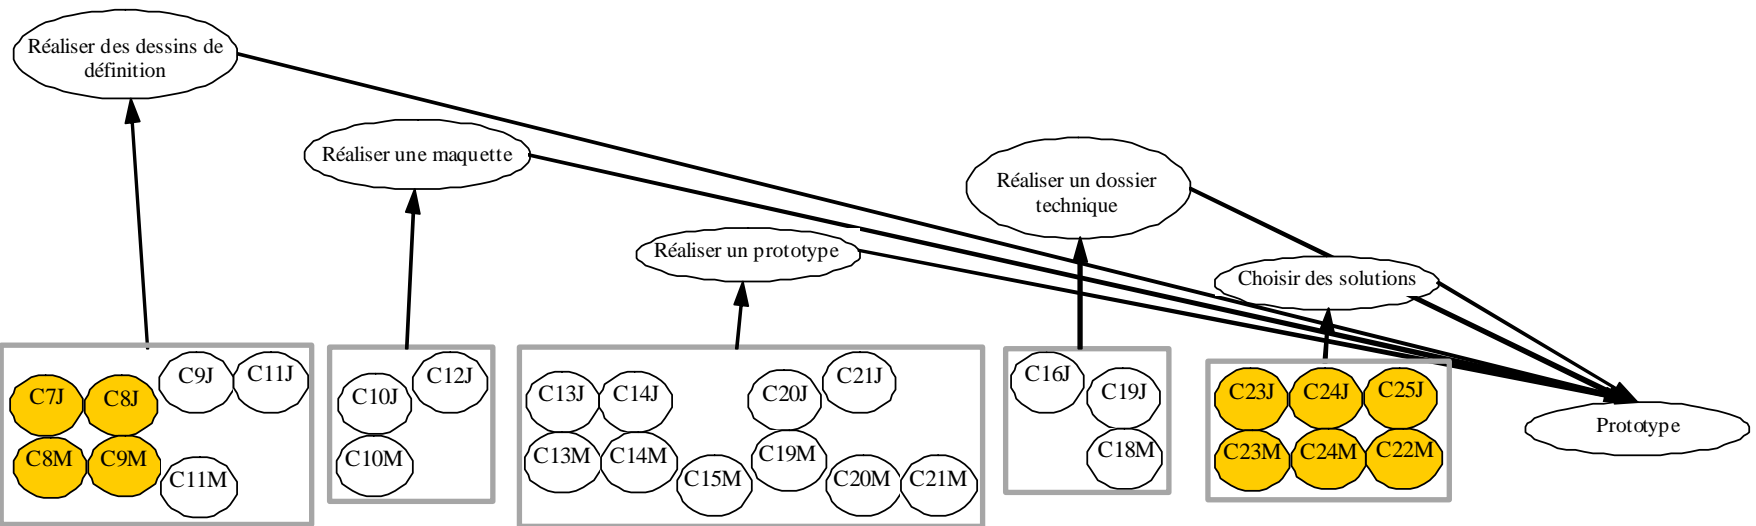 Réaliser des dessins de
définition
Réaliser une maquette
Réaliser un dossier
technique
Réaliser un prototype
Choisir des solutions
Prototype
C7J C8J C9J C11J
C8M C9M C11M
C10J C12J
C10M
C13J C14J C20J C21J
C13M C14M C15M C19M C20M C21M
C16J C19J
C18M
C23J C24J C25J
C23M C24M C22M